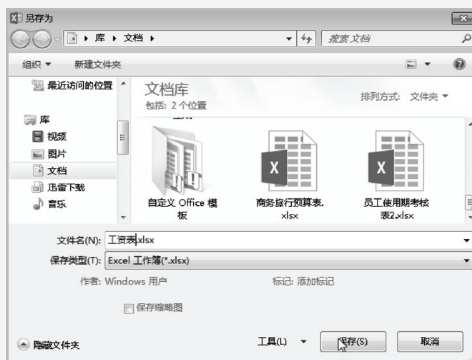 另存为
库 ▸ 文档 ▸
搜索 文档
组织 ▼ 新建文件夹
最近访问的位置
文档库
包括: 2 个位置
排列方式: 文件夹 ▼
库
视频
图片
文档
迅雷下载
音乐
自定义 Office 模板
商务旅行预算表.xlsx
员工使用期考核表2.xlsx
文件名(N): 工资表.xlsx
保存类型(T): Excel 工作簿(*.xlsx)
作者: Windows 用户 标记: 添加标记
保存缩略图
隐藏文件夹 工具(L) ▼ 保存(S) 取消